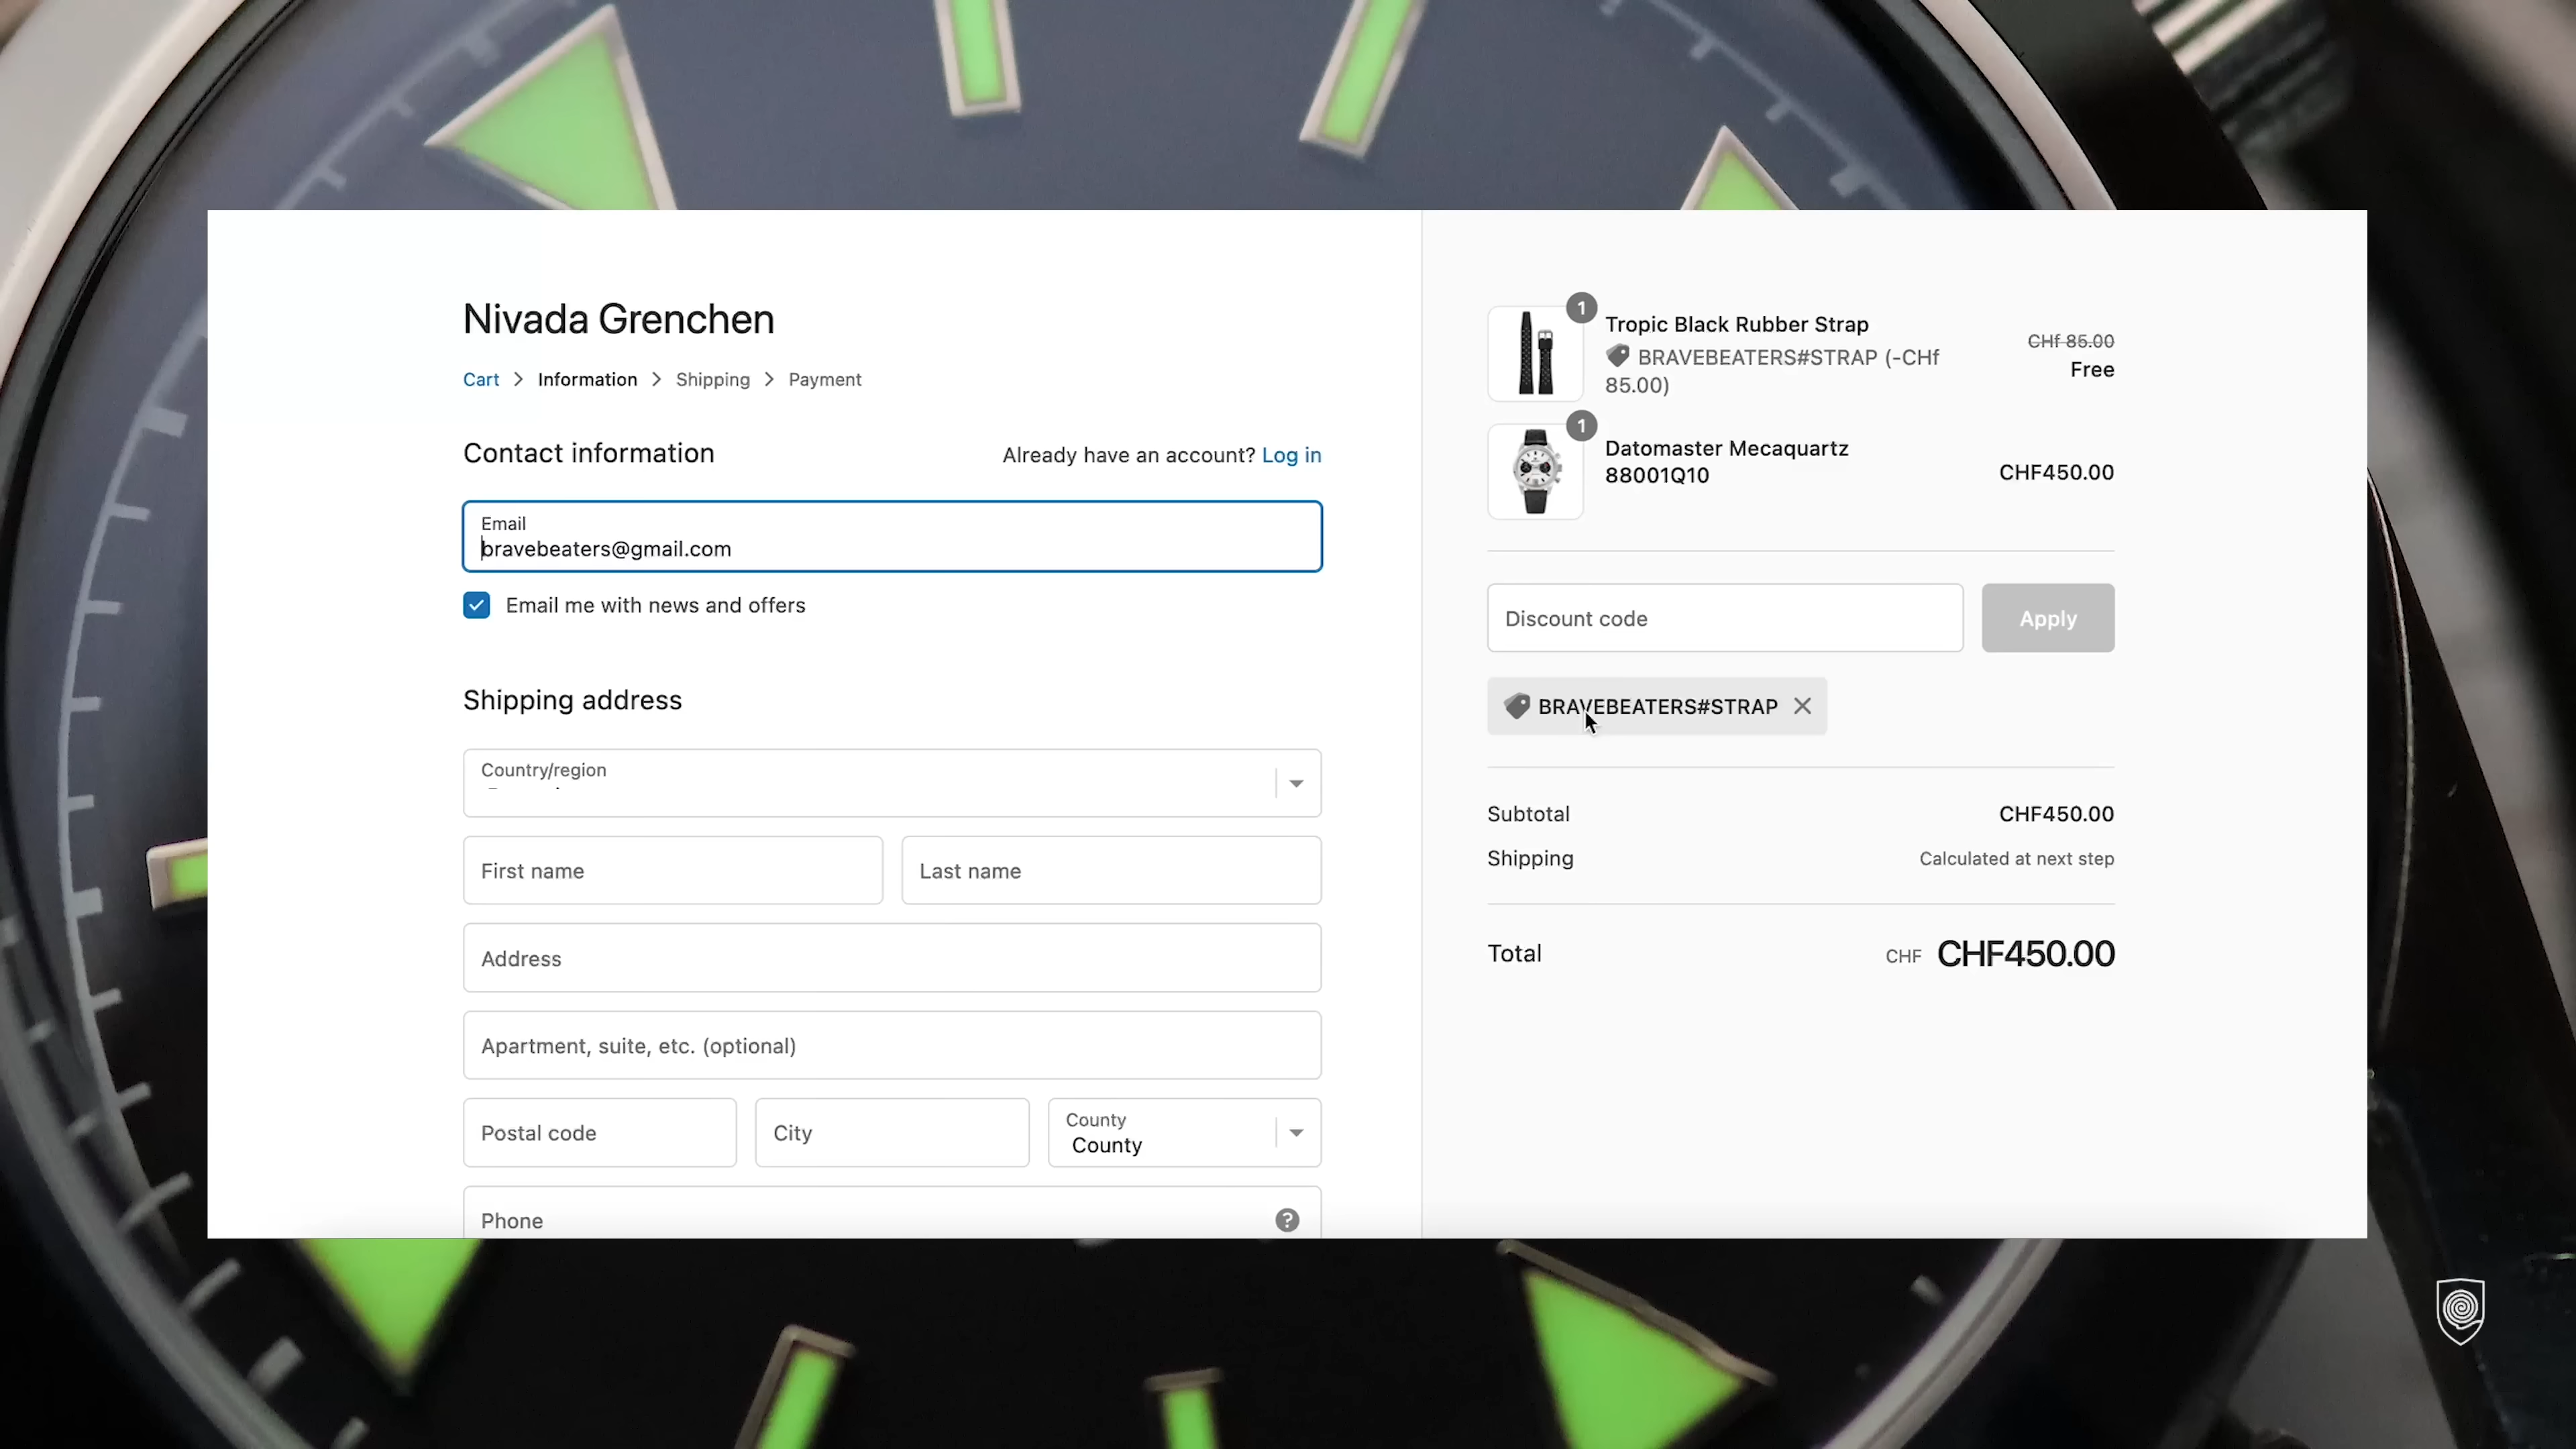 Nivada Grenchen
Cart > Information > Shipping > Payment
Contact information
Already have an account? Log in
Email
bravebeaters@gmail.com
Email me with news and offers
Shipping address
Country/region
First name
Last name
Address
Apartment, suite, etc. (optional)
Postal code
City
County
County
Phone
?
1
Tropic Black Rubber Strap
BRAVEBEATERS#STRAP (-CHf
85.00)
CHf 85.00
Free
1
Datomaster Mecaquartz
88001Q10
CHF450.00
Discount code
Apply
BRAVEBEATERS#STRAP
Subtotal
CHF450.00
Shipping
Calculated at next step
Total
CHF CHF450.00